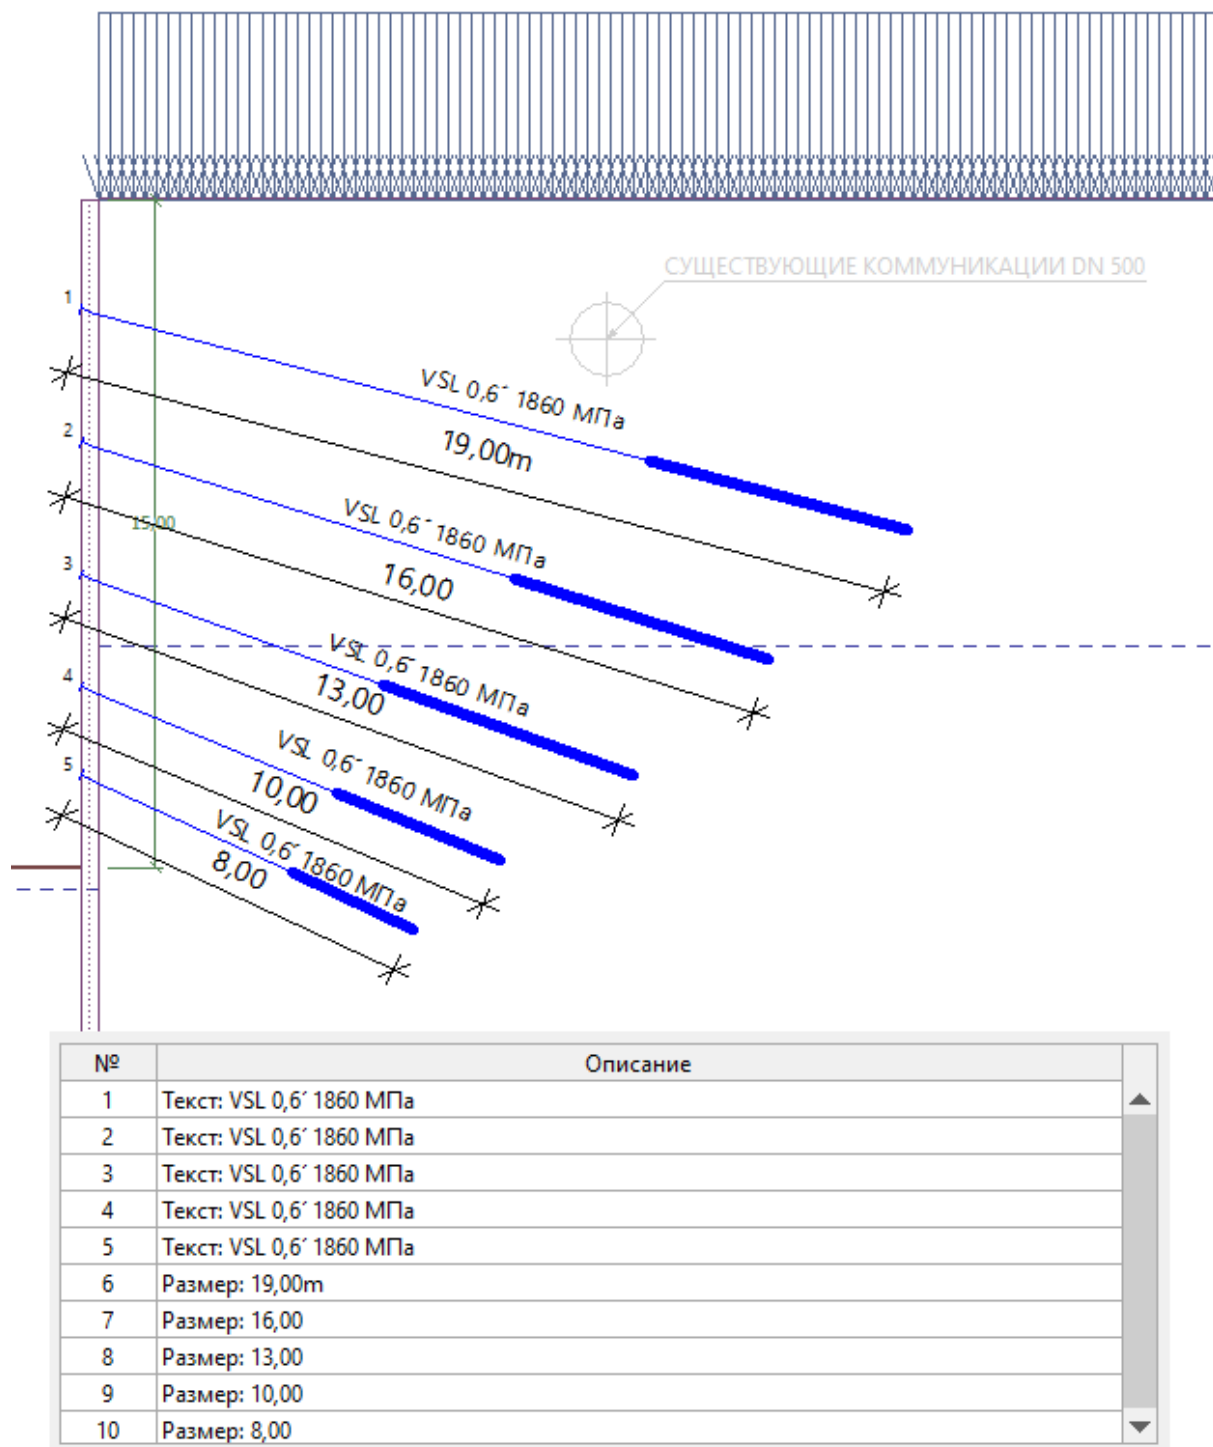 СУЩЕСТВУЮЩИЕ КОММУНИКАЦИИ DN 500
1
VSL 0,6´ 1860 МПа
19,00m
2
VSL 0,6´ 1860 МПа
15,00
16,00
3
VSL 0,6´ 1860 МПа
13,00
4
VSL 0,6´ 1860 МПа
10,00
5
VSL 0,6´ 1860 МПа
8,00
№ Описание
1 Текст: VSL 0,6´ 1860 МПа
2 Текст: VSL 0,6´ 1860 МПа
3 Текст: VSL 0,6´ 1860 МПа
4 Текст: VSL 0,6´ 1860 МПа
5 Текст: VSL 0,6´ 1860 МПа
6 Размер: 19,00m
7 Размер: 16,00
8 Размер: 13,00
9 Размер: 10,00
10 Размер: 8,00